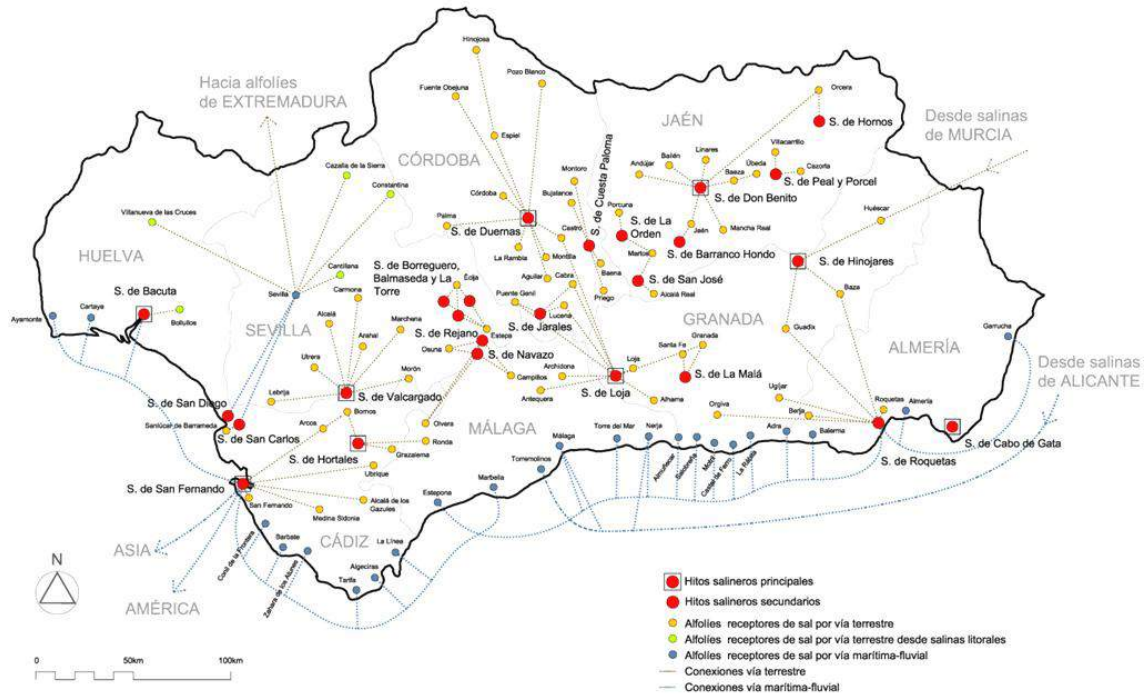 Hinojosa
Pozo Blanco
Fuente Obejuna
Hacia alfolíes
de EXTREMADURA
Orcera
JAÉN
S. de Hornos
Desde salinas
de MURCIA
Espiel
CÓRDOBA
Cazalla de la Sierra
Constantina
Montoro
S. de Cuesta Paloma
Linares
Bailén
Andújar
Villacarrillo
Úbeda
Baeza
Cazorla
S. de Peal y Porcel
S. de Don Benito
Córdoba
Bujalance
Porcuna
S. de La
Orden
Villanueva de las Cruces
Palma
S. de Duernas
Castro
Jaén
Mancha Real
Huéscar
HUELVA
La Rambla
Montilla
Martos
S. de Barranco Hondo
S. de Hinojares
Cantillana
S. de Borreguero,
Balmaseda y La
Torre
Écija
Aguilar
Cabra
Baena
S. de San José
S. de Bacuta
Cartaya
Ayamonte
Bollullos
Sevilla
Carmona
Puente Genil
Priego
Alcalá Real
Baza
SEVILLA
Alcalá
Marchena
S. de Rejano
Estepa
S. de Jarales
Lucena
GRANADA
Guadix
Garrucha
Arahal
Osuna
S. de Navazo
Santa Fe
Granada
ALMERÍA
Utrera
Morón
Campillos
Archidona
Loja
S. de La Malá
Desde salinas
de ALICANTE
Lebrija
S. de Valcargado
Antequera
S. de Loja
Alhama
Ugíjar
Orgiva
Berja
Roquetas
Almería
S. de San Diego
Sanlúcar de Barrameda
S. de San Carlos
Bornos
Arcos
Olvera
MÁLAGA
Ronda
S. de Hortales
Grazalema
Ubrique
Málaga
Torremolinos
Torre del Mar
Nerja
Almuñécar
Salobreña
Motril
Castell de Ferro
La Rábita
Adra
Balerma
S. de Roquetas
S. de Cabo de Gata
S. de San Fernando
San Fernando
Alcalá de los
Gazules
Medina Sidonia
Estepona
Marbella
ASIA
AMÉRICA
Conil de la Frontera
Barbate
Zahara de los Atunes
CÁDIZ
La Línea
Algeciras
Tarifa
N
0 50km 100km
Hitos salineros principales
Hitos salineros secundarios
Alfolíes receptores de sal por vía terrestre
Alfolíes receptores de sal por vía terrestre desde salinas litorales
Alfolíes receptores de sal por vía marítima-fluvial
Conexiones vía terrestre
Conexiones vía marítima-fluvial